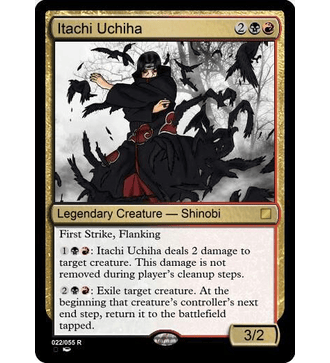 Itachi Uchiha 2
Legendary Creature — Shinobi
First Strike, Flanking
1: Itachi Uchiha deals 2 damage to
target creature. This damage is
not removed during player's cleanup steps.
2: Exile target creature. At the
beginning that creature's controller's next
end step, return it to the battlefield
tapped.
3/2
022/055 R